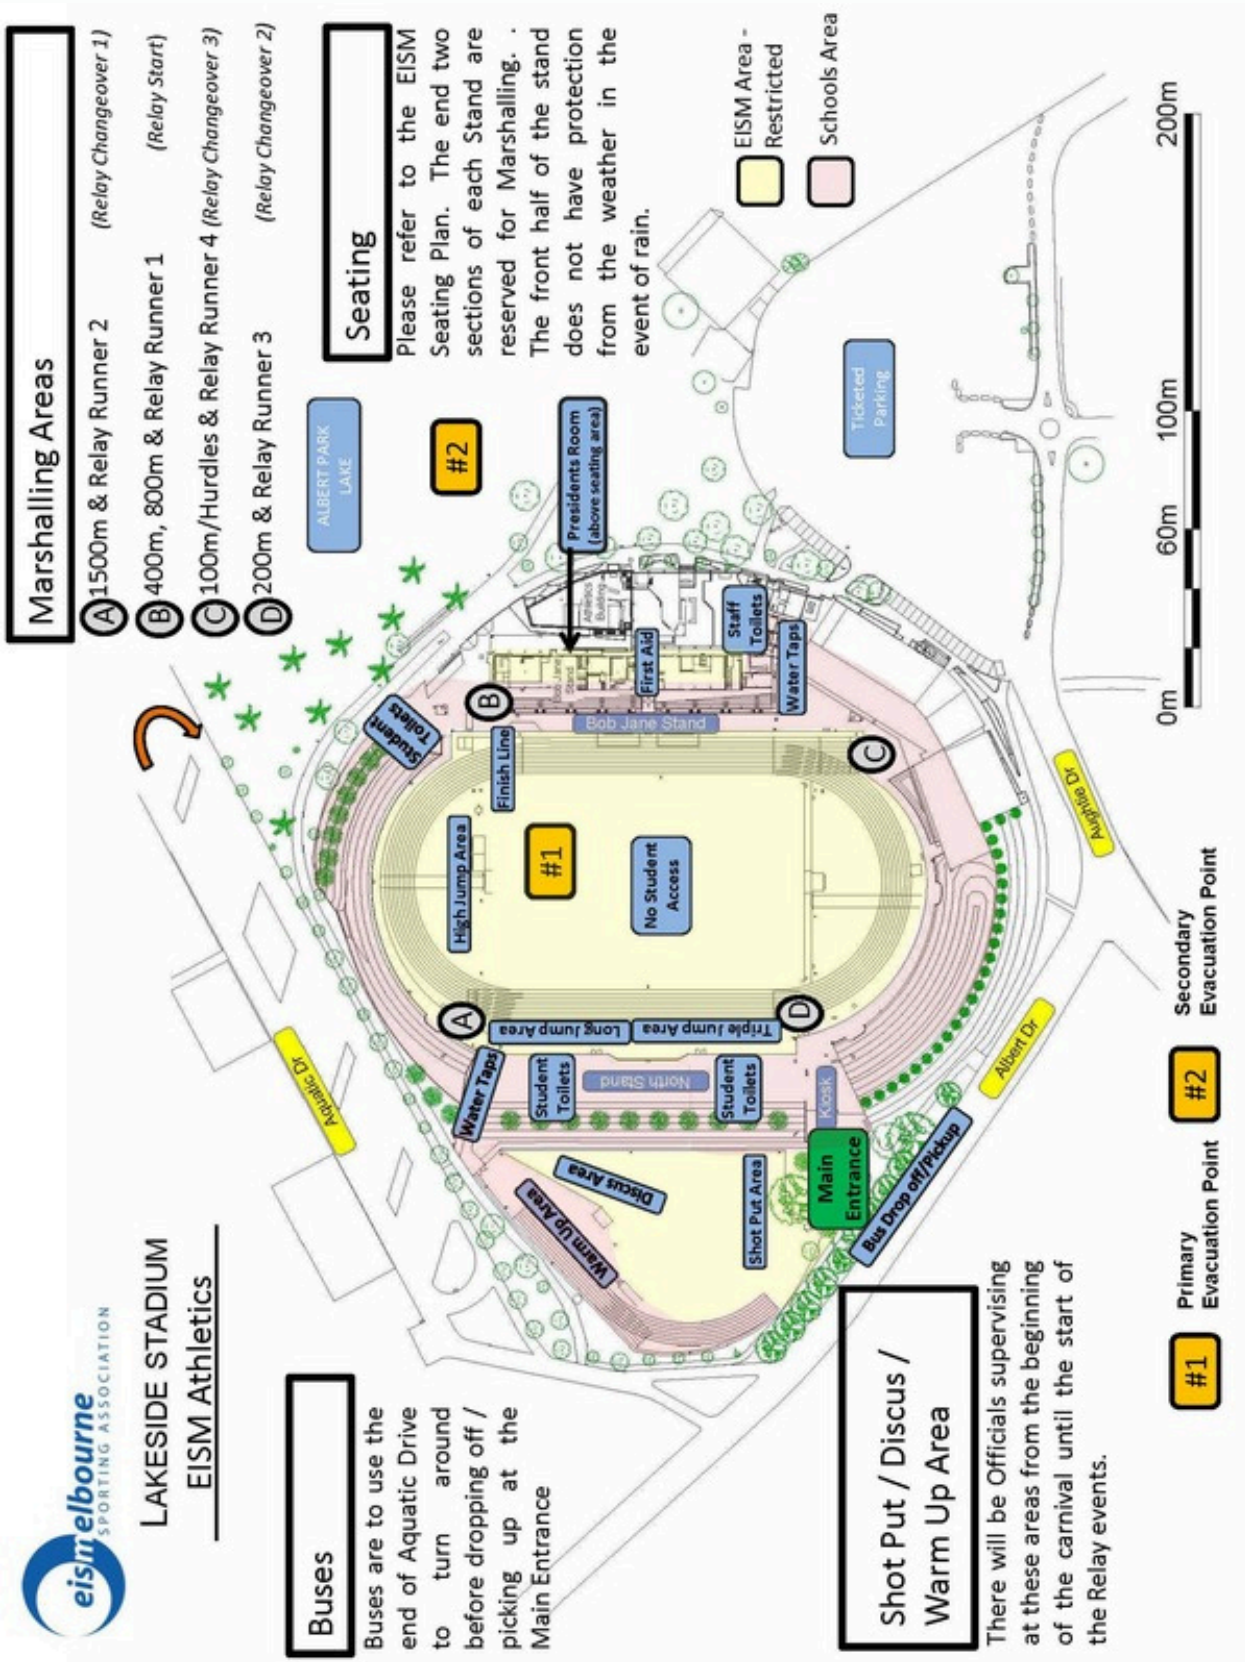 eismelbourne
SPORTING ASSOCIATION
LAKESIDE STADIUM
EISM Athletics
Marshalling Areas
A 1500m & Relay Runner 2 (Relay Changeover 1)
B 400m, 800m & Relay Runner 1 (Relay Start)
C 100m/Hurdles & Relay Runner 4 (Relay Changeover 3)
D 200m & Relay Runner 3 (Relay Changeover 2)
Buses
Buses are to use the
end of Aquatic Drive
to turn around
before dropping off /
picking up at the
Main Entrance
Seating
Please refer to the EISM
Seating Plan. The end two
sections of each Stand are
reserved for Marshalling. .
The front half of the stand
does not have protection
from the weather in the
event of rain.
ALBERT PARK
LAKE
#2
Presidents Room
(above seating area)
Aquatic Dr
Student
Toilets
B
Finish Line
High Jump Area
A
Water Taps
Long Jump Area
Triple Jump Area
Student
Toilets
North Stand
Student
Toilets
Discus Area
Warm Up Area
Shot Put Area
#1
No Student
Access
Bob Jane
Stand
Athletics
Building
First Aid
Bob Jane Stand
Staff
Toilets
Water Taps
C
D
Kiosk
Main
Entrance
Bus Drop off/Pickup
Albert Dr
Aughtie Dr
Ticketed
Parking
EISM Area -
Restricted
Schools Area
Shot Put / Discus /
Warm Up Area
There will be Officials supervising
at these areas from the beginning
of the carnival until the start of
the Relay events.
#1
Primary
Evacuation Point
#2
Secondary
Evacuation Point
0m 60m 100m 200m